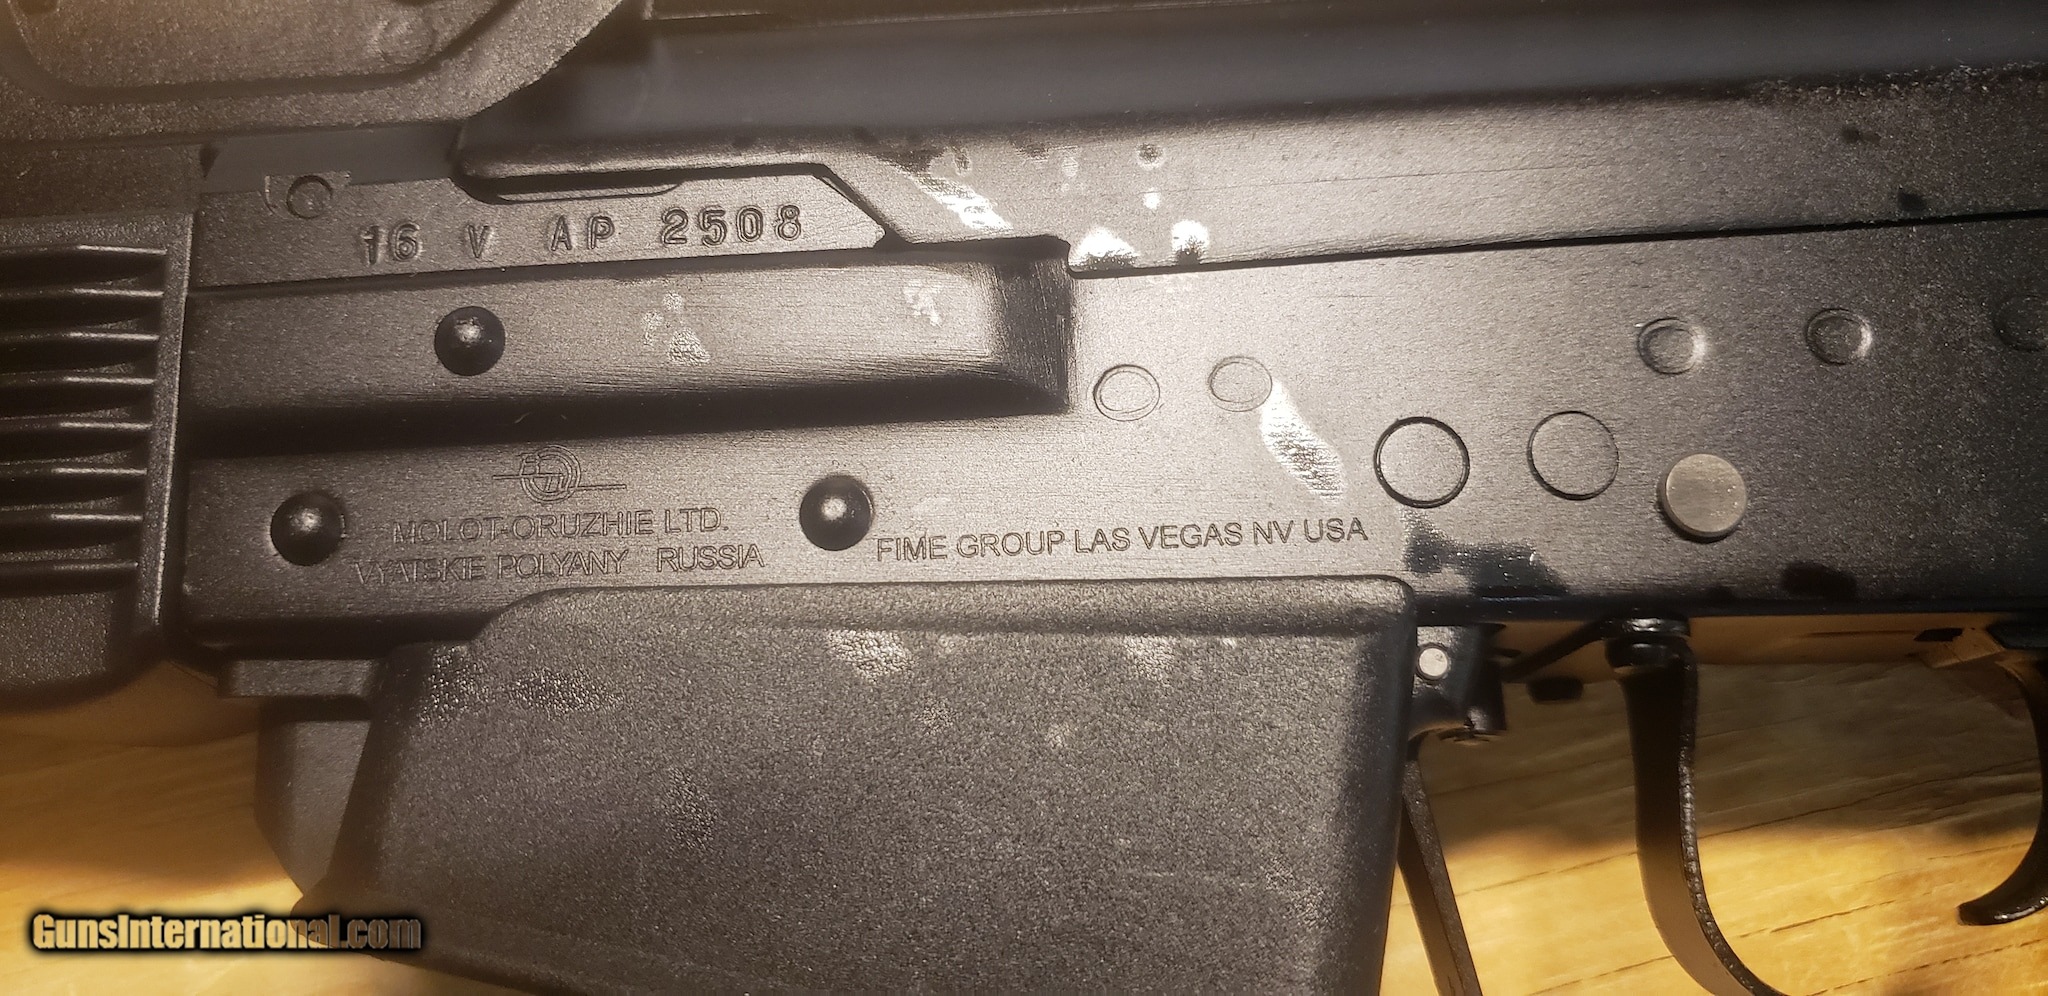 16 V AP 2508
MOLOT-ORUZHIE LTD.
VYATSKIE POLYANY RUSSIA
FIME GROUP LAS VEGAS NV USA
GunsInternational.com